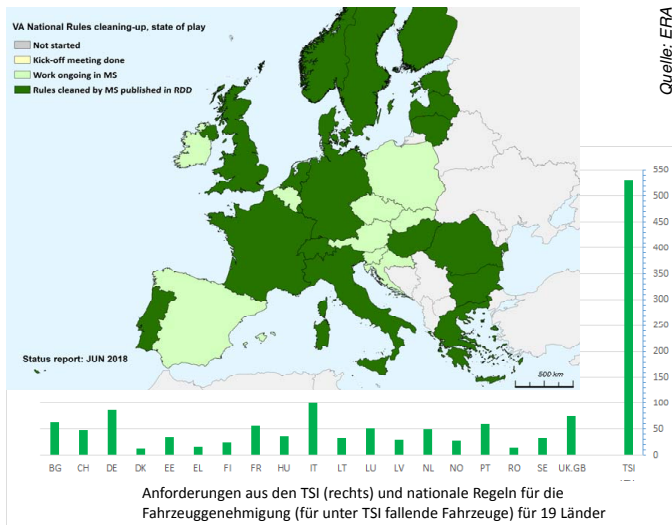 VA National Rules cleaning-up, state of play
Not started
Kick-off meeting done
Work ongoing in MS
Rules cleaned by MS published in RDD
Quelle: ERA
Status report: JUN 2018
500 km
550
500
450
400
350
300
250
200
150
100
50
0
100
50
0
BG CH DE DK EE EL FI FR HU IT LT LU LV NL NO PT RO SE UK.GB TSI
Anforderungen aus den TSI (rechts) und nationale Regeln für die
Fahrzeuggenehmigung (für unter TSI fallende Fahrzeuge) für 19 Länder